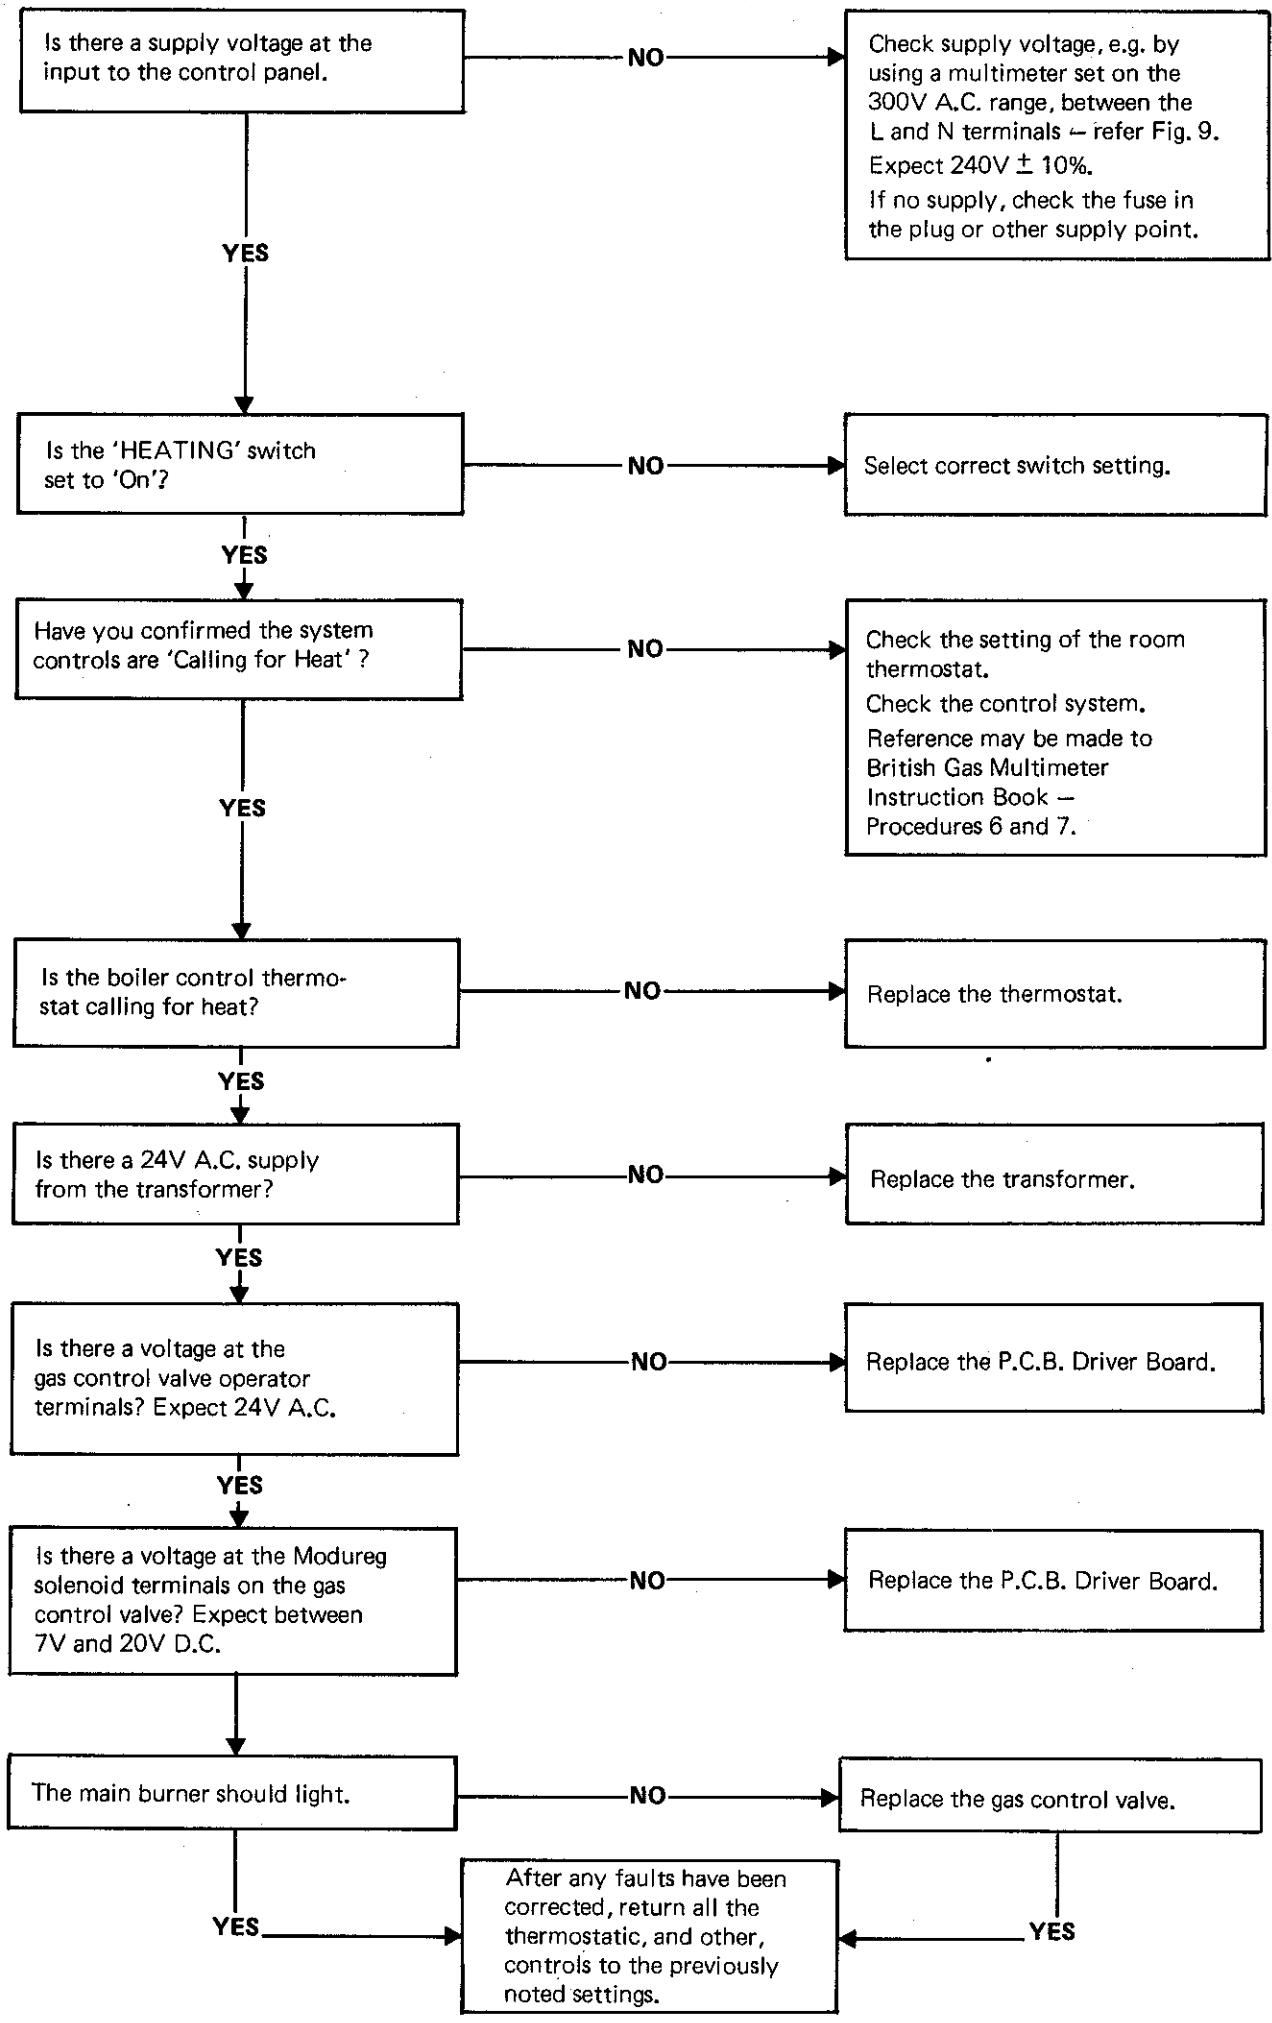 Is there a supply voltage at the
input to the control panel.
NO
Check supply voltage, e.g. by
using a multimeter set on the
300V A.C. range, between the
L and N terminals – refer Fig. 9.
Expect 240V ± 10%.
If no supply, check the fuse in
the plug or other supply point.
YES
Is the 'HEATING' switch
set to 'On'?
NO
Select correct switch setting.
YES
Have you confirmed the system
controls are 'Calling for Heat' ?
NO
Check the setting of the room
thermostat.
Check the control system.
Reference may be made to
British Gas Multimeter
Instruction Book –
Procedures 6 and 7.
YES
Is the boiler control thermo-
stat calling for heat?
NO
Replace the thermostat.
YES
Is there a 24V A.C. supply
from the transformer?
NO
Replace the transformer.
YES
Is there a voltage at the
gas control valve operator
terminals? Expect 24V A.C.
NO
Replace the P.C.B. Driver Board.
YES
Is there a voltage at the Modureg
solenoid terminals on the gas
control valve? Expect between
7V and 20V D.C.
NO
Replace the P.C.B. Driver Board.
The main burner should light.
NO
Replace the gas control valve.
YES
After any faults have been
corrected, return all the
thermostatic, and other,
controls to the previously
noted settings.
YES